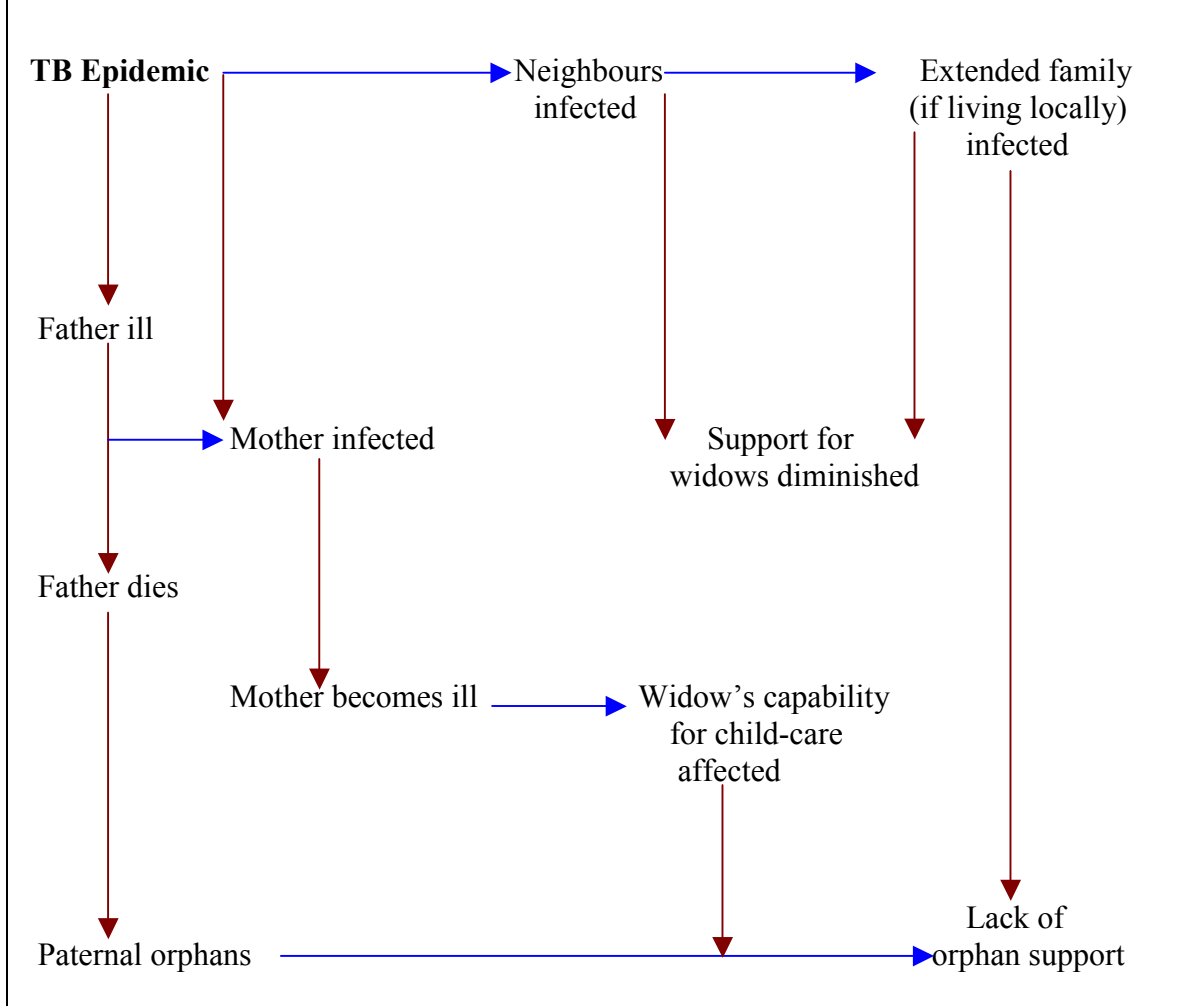 TB Epidemic
Neighbours
infected
Extended family
(if living locally)
infected
Father ill
Mother infected
Support for
widows diminished
Father dies
Mother becomes ill
Widow’s capability
for child-care
affected
Paternal orphans
Lack of
orphan support